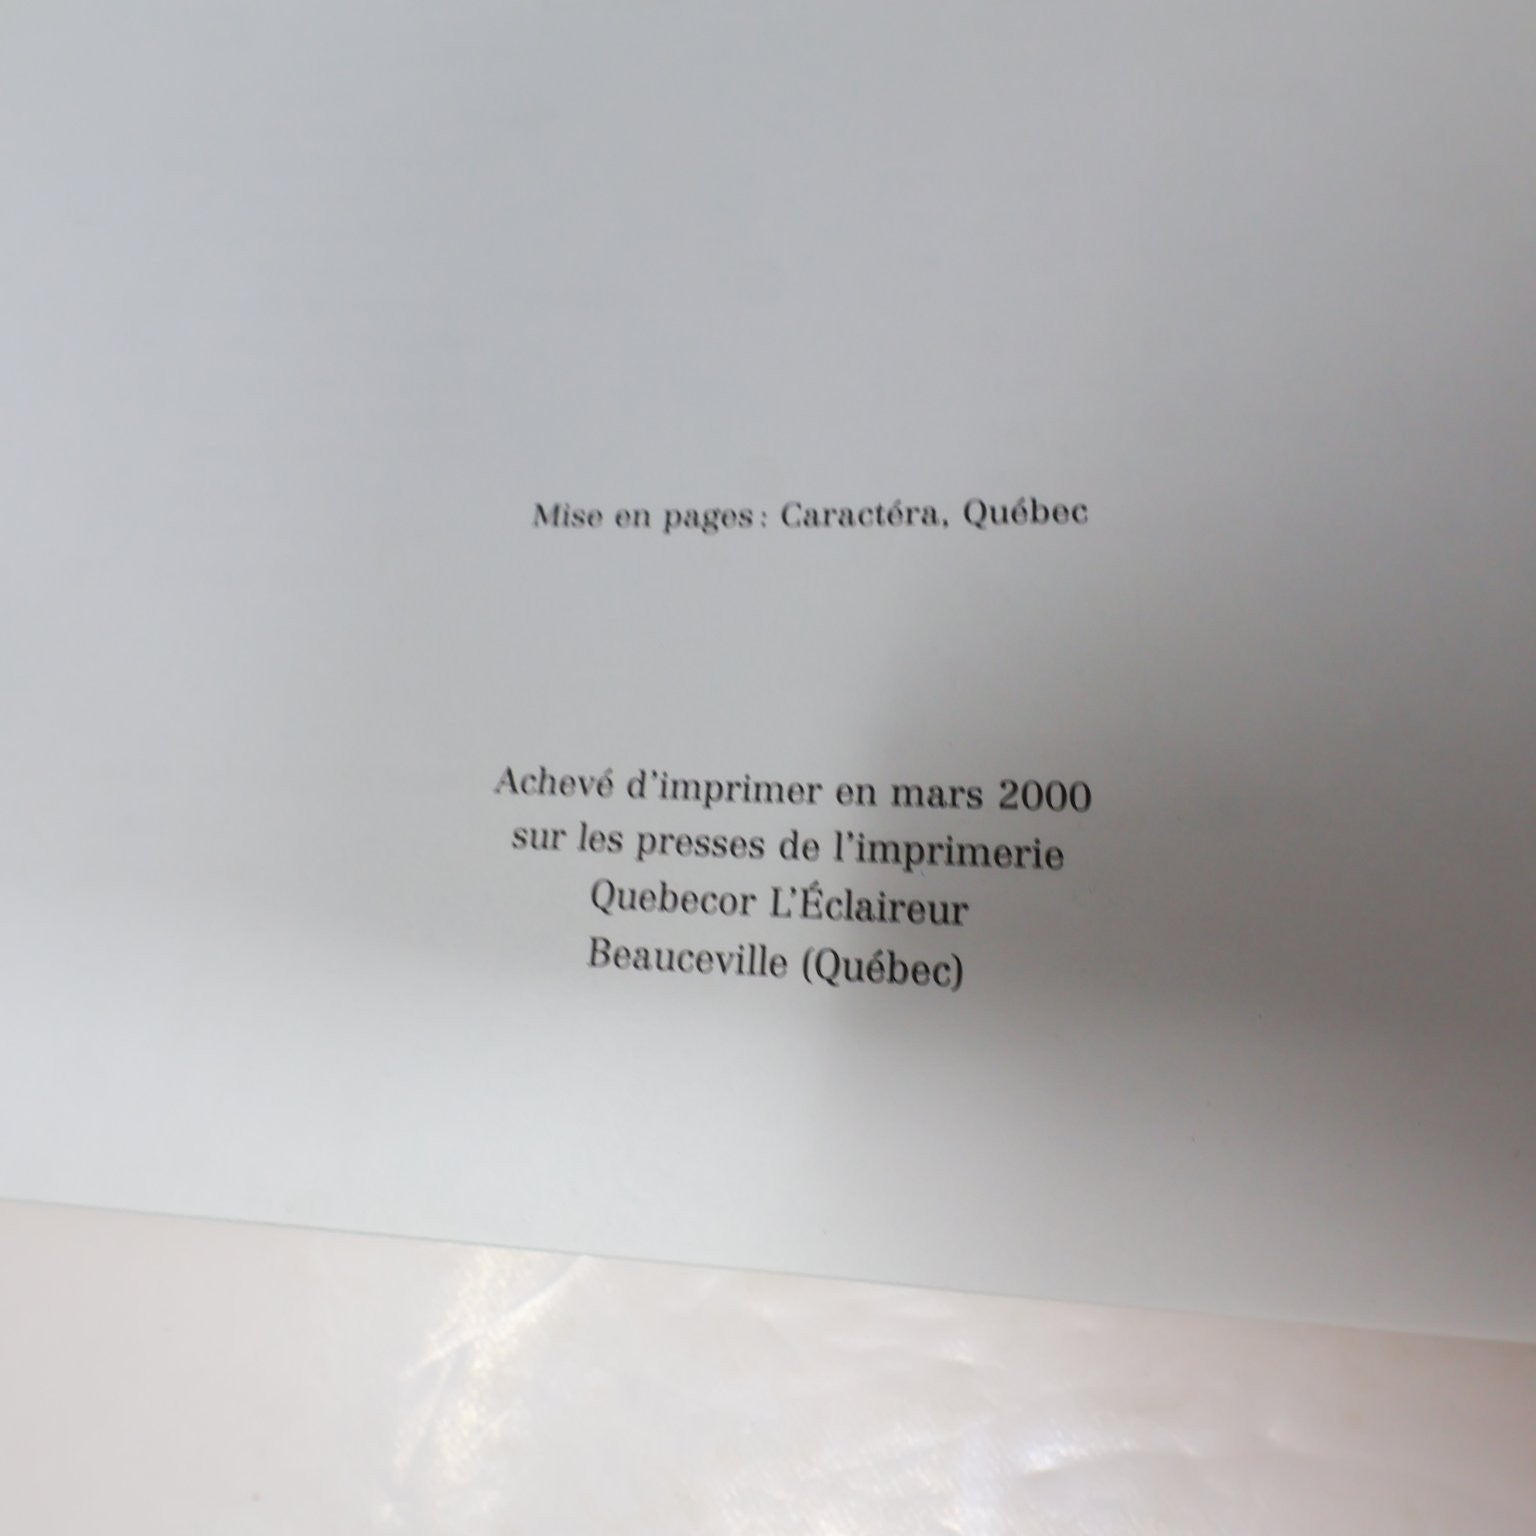 Mise en pages : Caractéra, Québec
Achevé d'imprimer en mars 2000
sur les presses de l'imprimerie
Quebecor L'Éclaireur
Beauceville (Québec)